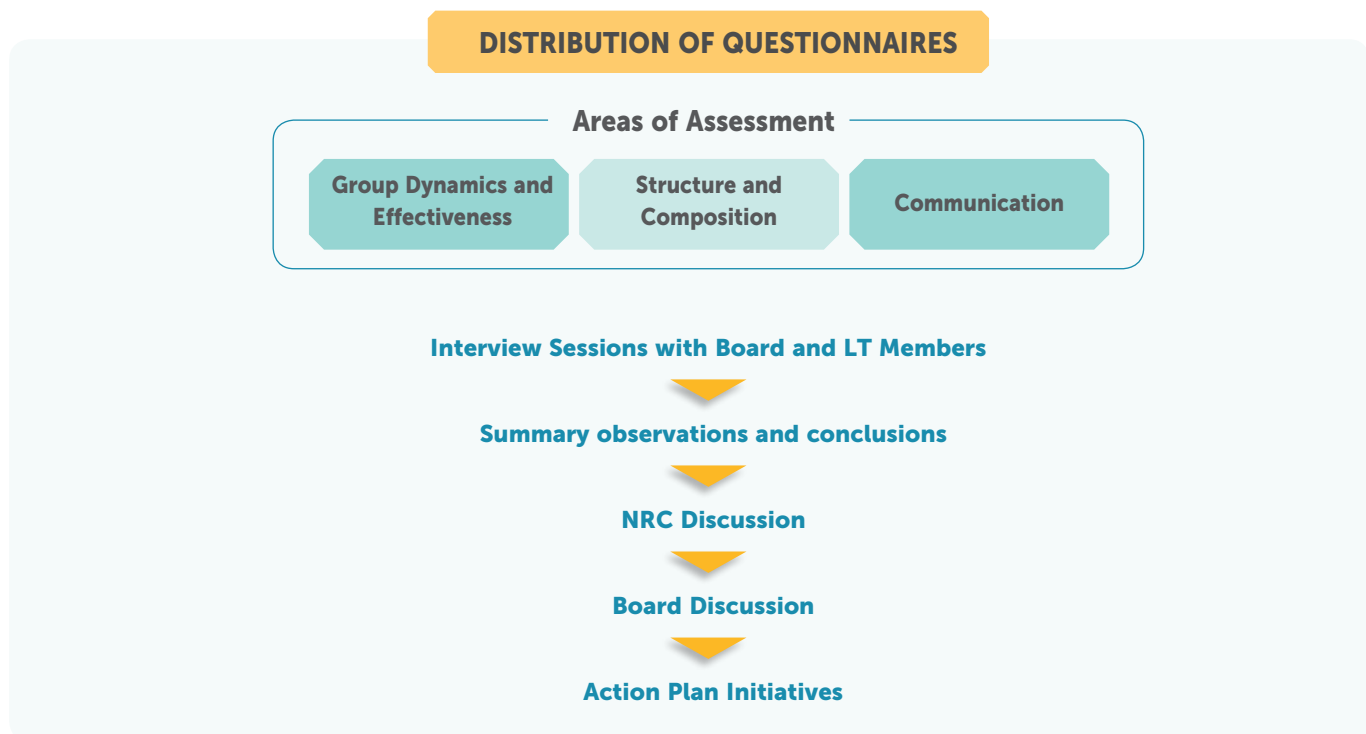 DISTRIBUTION OF QUESTIONNAIRES
Areas of Assessment
Group Dynamics and
Effectiveness
Structure and
Composition
Communication
Interview Sessions with Board and LT Members
Summary observations and conclusions
NRC Discussion
Board Discussion
Action Plan Initiatives